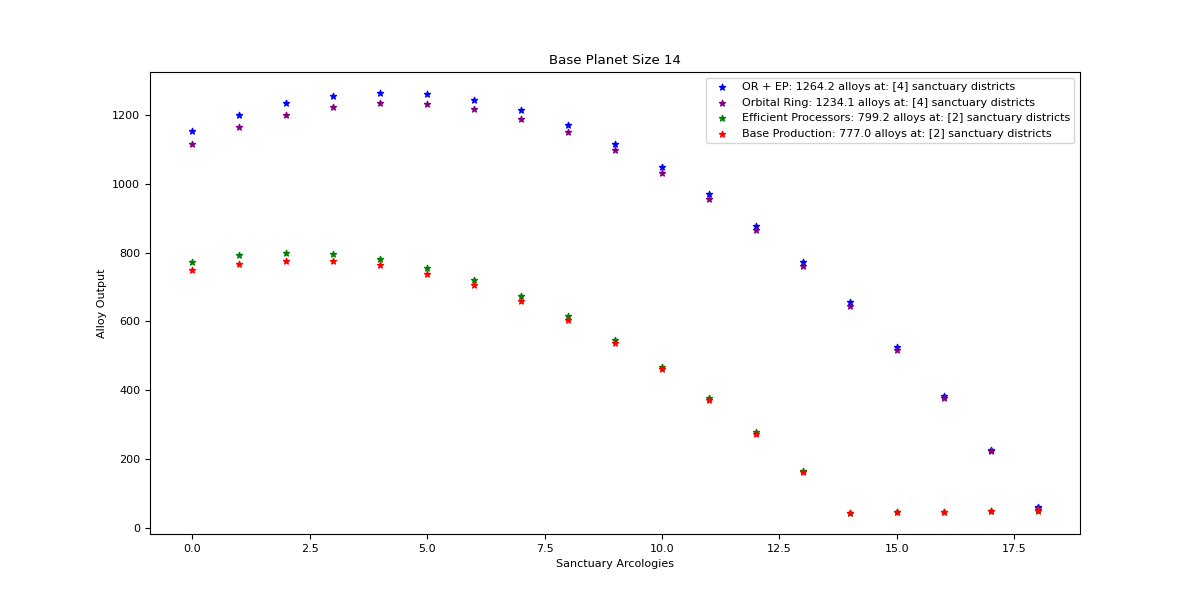 Base Planet Size 14
OR + EP: 1264.2 alloys at: [4] sanctuary districts
Orbital Ring: 1234.1 alloys at: [4] sanctuary districts
Efficient Processors: 799.2 alloys at: [2] sanctuary districts
Base Production: 777.0 alloys at: [2] sanctuary districts
Alloy Output
1200
1000
800
600
400
200
0
0.0 2.5 5.0 7.5 10.0 12.5 15.0 17.5
Sanctuary Arcologies